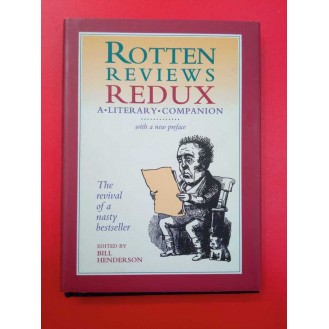 ROTTEN
REVIEWS
REDUX
A•LITERARY•COMPANION
with a new preface
The
revival
of a
nasty
bestseller
EDITED BY
BILL
HENDERSON